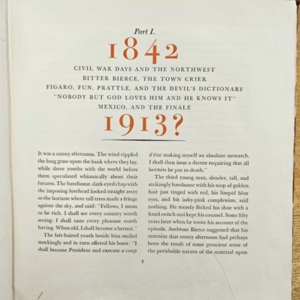 Part I.
1842
CIVIL WAR DAYS AND THE NORTHWEST
BITTER BIERCE, THE TOWN CRIER
FIGARO, FUN, PRATTLE, AND THE DEVIL'S DICTIONARY
"NOBODY BUT GOD LOVES HIM AND HE KNOWS IT"
MEXICO, AND THE FINALE
1913?
It was a sunny afternoon. The wind rippled
the long grass upon the bank where they lay,
while three youths with the world before
them speculated whimsically about their
futures. The handsome, dark-eyed chap with
the imposing forehead looked straight away
to the horizon where tall trees made a fringe
against the sky, and said: "Fellows, I mean
to be rich. I shall see every country worth
seeing. I shall taste every pleasure worth
having. When old, I shall become a hermit."
The fair-haired youth beside him smiled
mockingly and in turn offered his boast: "I
shall become President and execute a coup
d'état making myself an absolute monarch.
I shall then issue a decree requiring that all
hermits be put to death."
The third young man, slender, tall, and
strikingly handsome with his mop of golden
hair just tinged with red, his limpid blue
eyes, and his baby-pink complexion, said
nothing. He merely flicked his shoe with a
hand switch and kept his counsel. Some fifty
years later when he wrote his account of the
episode, Ambrose Bierce suggested that his
restraint that sunny afternoon had perhaps
been the result of some prescient sense of
the perishable nature of the material upon
1